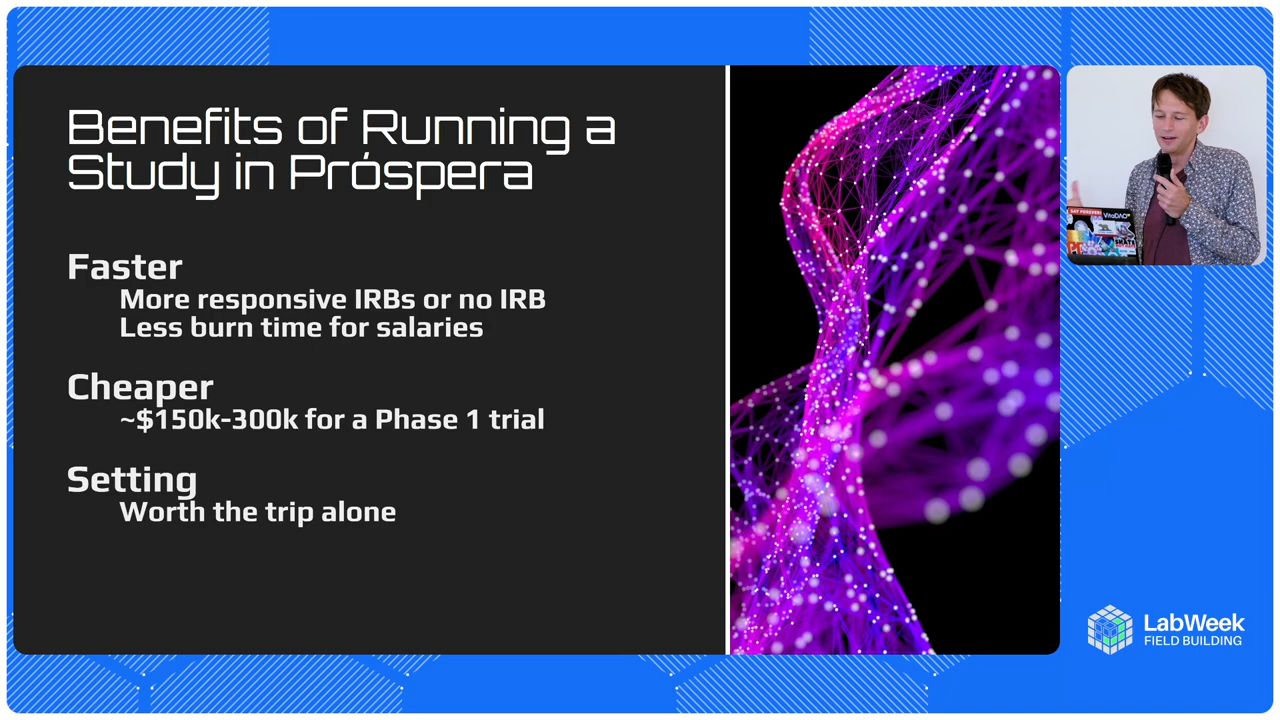 Benefits of Running a
Study in Próspera
Faster
More responsive IRBs or no IRB
Less burn time for salaries
Cheaper
~$150k-300k for a Phase 1 trial
Setting
Worth the trip alone
VitaDAO
LabWeek
FIELD BUILDING